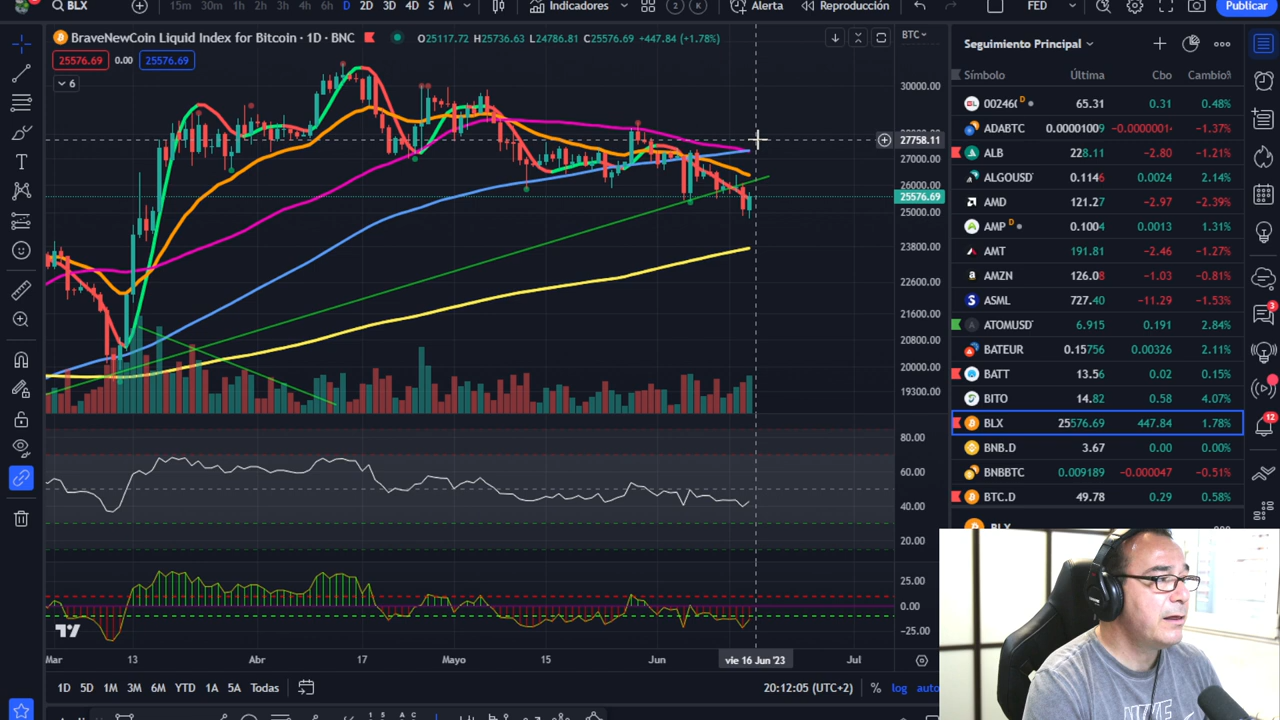 BLX
15m 30m 1h 2h 3h 4h 6h D 2D 3D 4D S M
Indicadores
2 K
Alerta
Reproducción
FED
Publicar
BraveNewCoin Liquid Index for Bitcoin · 1D · BNC
O25117.72 H25736.63 L24786.81 C25576.69 +447.84 (+1.78%)
25576.69 0.00 25576.69
6
BTC
30000.00
27758.11
27000.00
26000.00
25576.69
25000.00
23800.00
22600.00
21600.00
20800.00
20000.00
19300.00
80.00
60.00
40.00
20.00
25.00
0.00
−25.00
Mar 13 Abr 17 Mayo 15 Jun vie 16 Jun '23 Jul
1D 5D 1M 3M 6M YTD 1A 5A Todas
20:12:05 (UTC+2) % log auto
Seguimiento Principal
Símbolo Última Cbo Cambio%
00246( D 65.31 0.31 0.48%
ADABTC 0.00001009 -0.0000001 −1.37%
ALB 228.11 −2.80 −1.21%
ALGOUSD 0.1146 0.0024 2.14%
AMD 121.27 −2.97 −2.39%
AMP D 0.1004 0.0013 1.31%
AMT 191.81 −2.46 −1.27%
AMZN 126.08 −1.03 −0.81%
ASML 727.40 −11.29 −1.53%
ATOMUSD 6.915 0.191 2.84%
BATEUR 0.15756 0.00326 2.11%
BATT 13.56 0.02 0.15%
BITO 14.82 0.58 4.07%
BLX 25576.69 447.84 1.78%
BNB.D 3.67 0.00 0.00%
BNBBTC 0.009189 −0.000047 −0.51%
BTC.D 49.78 0.29 0.58%
BLX
3
12